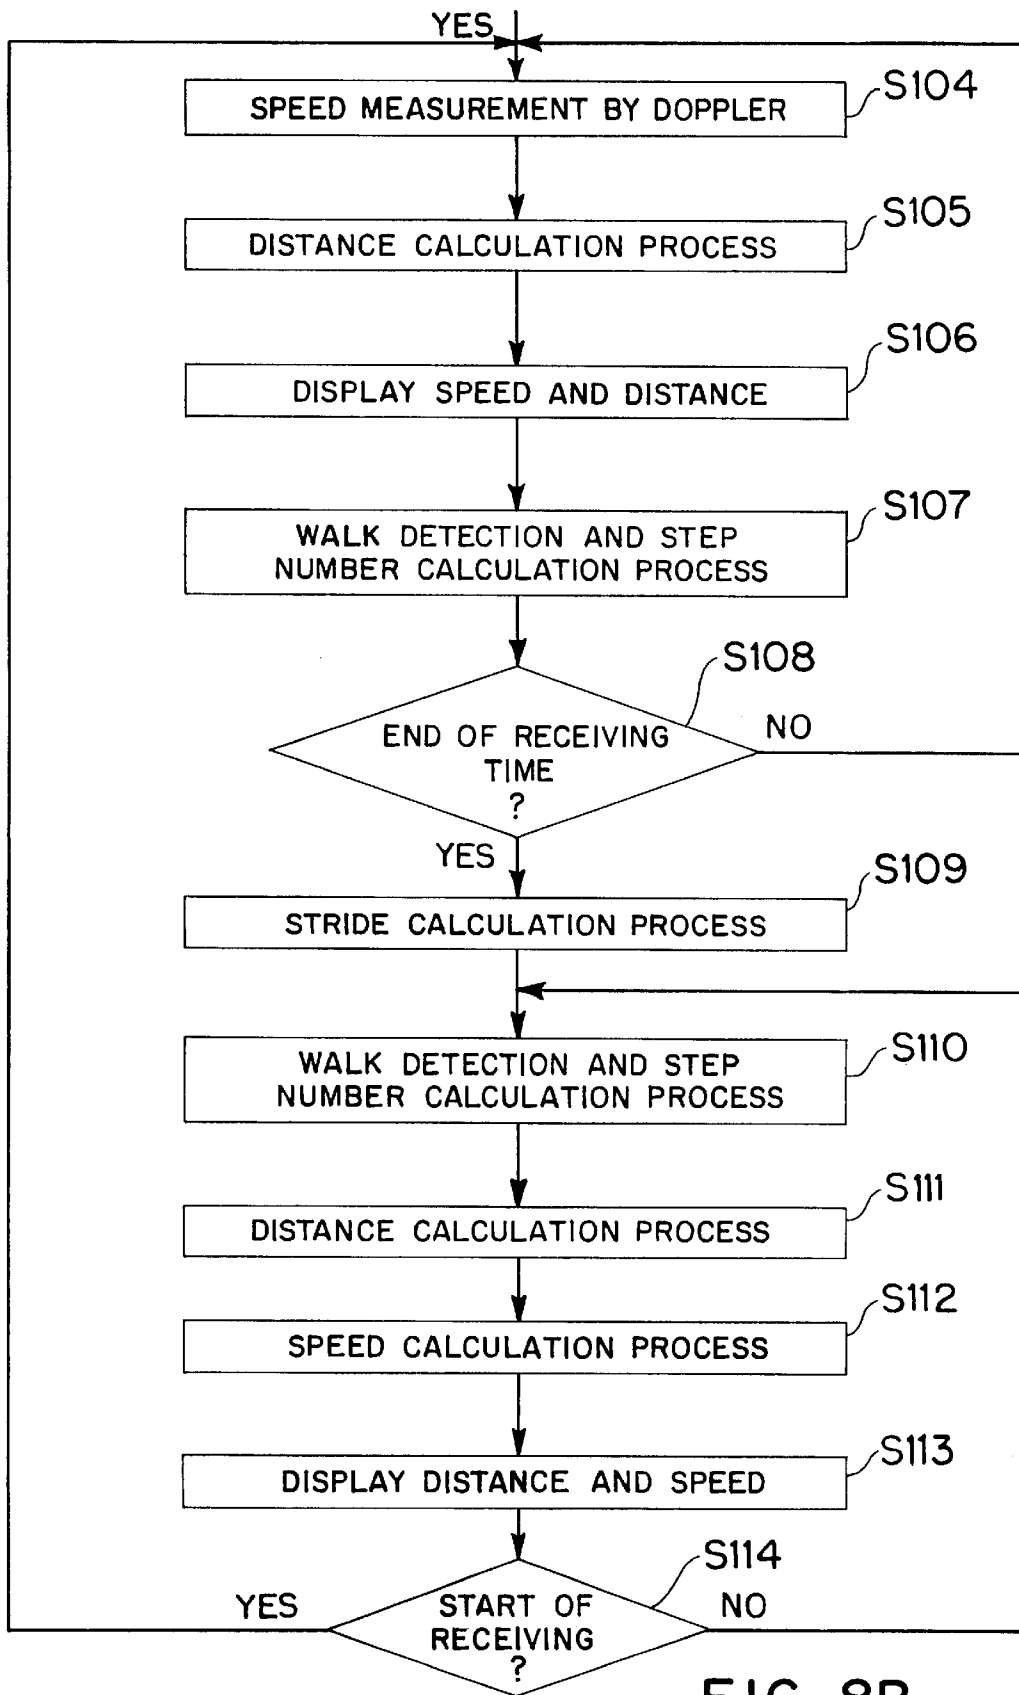 YES
SPEED MEASUREMENT BY DOPPLER
S104
DISTANCE CALCULATION PROCESS
S105
DISPLAY SPEED AND DISTANCE
S106
WALK DETECTION AND STEP
NUMBER CALCULATION PROCESS
S107
END OF RECEIVING
TIME
?
S108
NO
YES
STRIDE CALCULATION PROCESS
S109
WALK DETECTION AND STEP
NUMBER CALCULATION PROCESS
S110
DISTANCE CALCULATION PROCESS
S111
SPEED CALCULATION PROCESS
S112
DISPLAY DISTANCE AND SPEED
S113
START OF
RECEIVING
?
S114
YES
NO
FIG. 8B